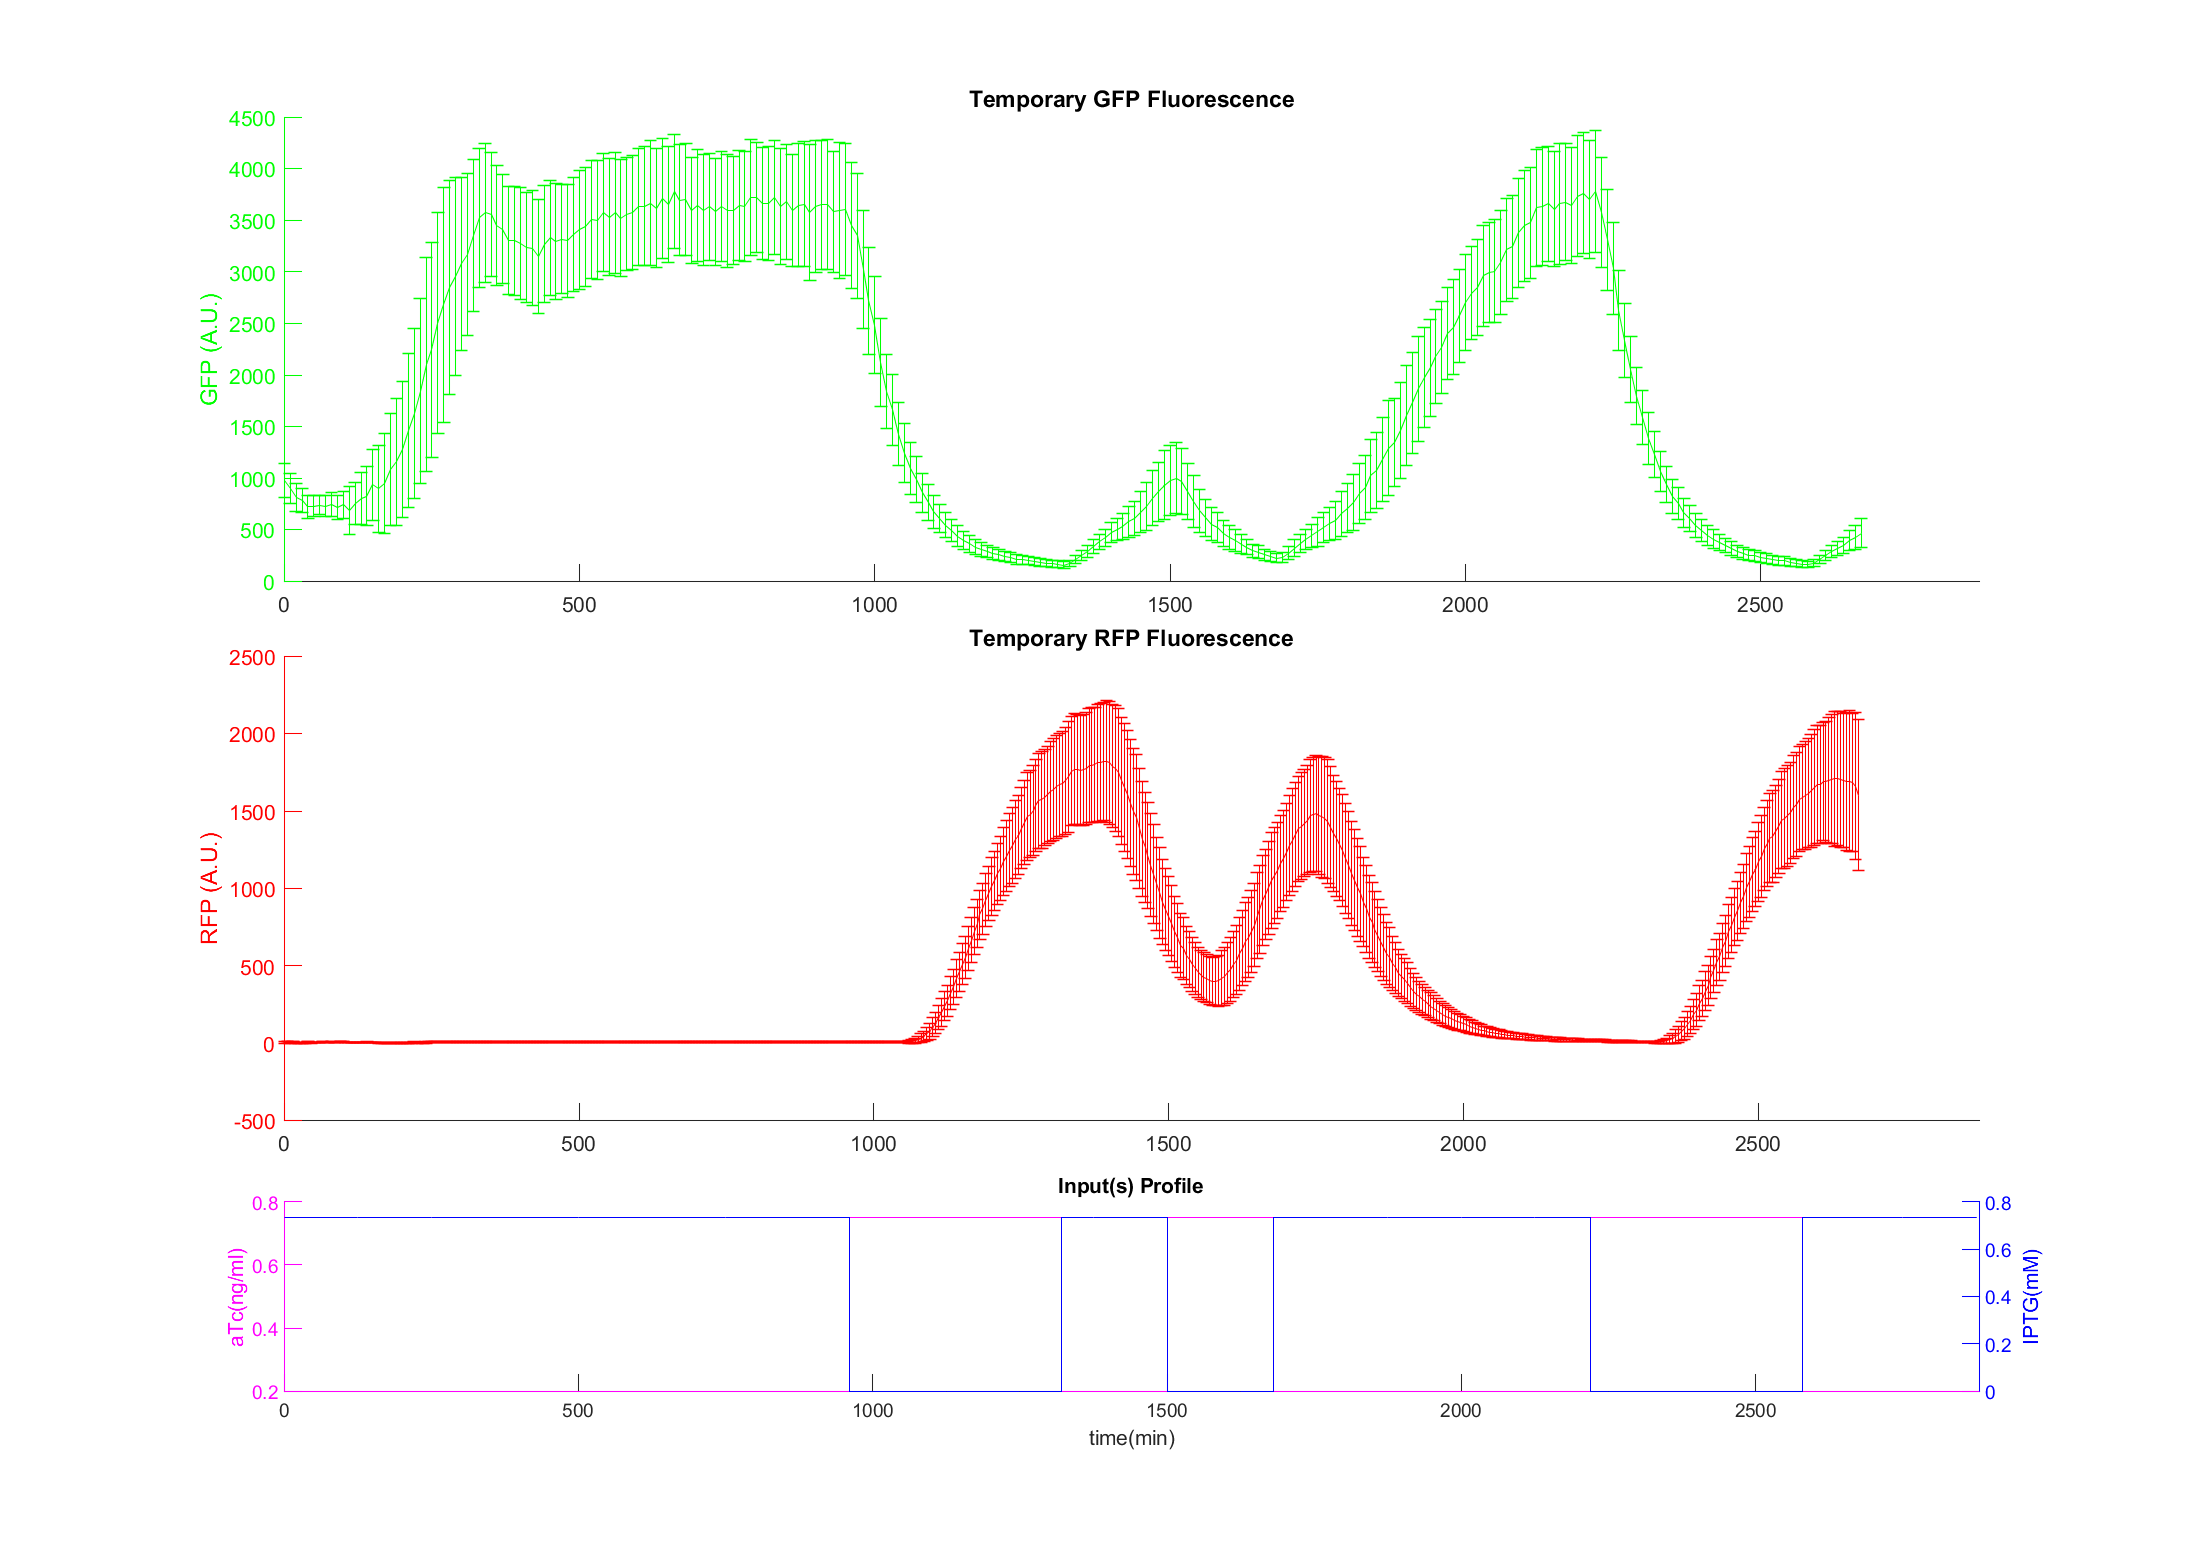 Temporary GFP Fluorescence
4500
4000
3500
3000
2500
2000
1500
1000
500
0
GFP (A.U.)
0 500 1000 1500 2000 2500
Temporary RFP Fluorescence
2500
2000
1500
1000
500
0
-500
RFP (A.U.)
0 500 1000 1500 2000 2500
Input(s) Profile
0.8
0.6
0.4
0.2
aTc(ng/ml)
0.8
0.6
0.4
0.2
0
IPTG(mM)
0 500 1000 1500 2000 2500
time(min)